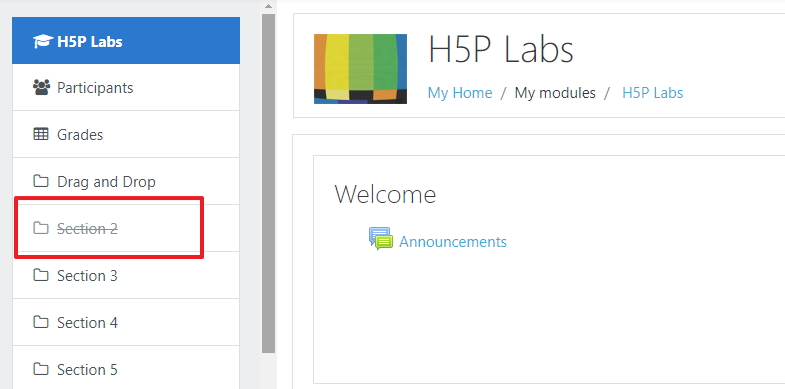 H5P Labs
Participants
Grades
Drag and Drop
Section 2
Section 3
Section 4
Section 5
H5P Labs
My Home / My modules / H5P Labs
Welcome
Announcements